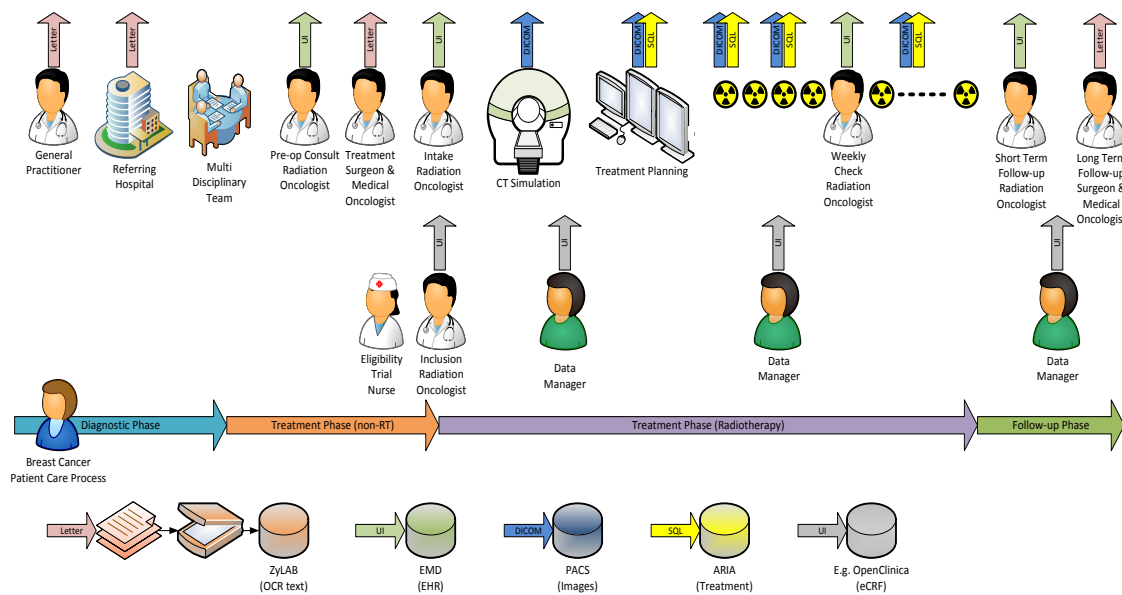 Letter
Letter
UI
Letter
UI
DICOM
DICOM
SQL
DICOM
SQL
DICOM
SQL
UI
DICOM
SQL
UI
Letter
General
Practitioner
Referring
Hospital
Multi
Disciplinary
Team
Pre-op Consult
Radiation
Oncologist
Treatment
Surgeon &
Medical
Oncologist
Intake
Radiation
Oncologist
CT Simulation
Treatment Planning
Weekly
Check
Radiation
Oncologist
Short Term
Follow-up
Radiation
Oncologist
Long Term
Follow-up
Surgeon &
Medical
Oncologist
UI
UI
UI
UI
Eligibility
Trial
Nurse
Inclusion
Radiation
Oncologist
Data
Manager
Data
Manager
Data
Manager
Diagnostic Phase
Treatment Phase (non-RT)
Treatment Phase (Radiotherapy)
Follow-up Phase
Breast Cancer
Patient Care Process
Letter
UI
DICOM
SQL
UI
ZyLAB
(OCR text)
EMD
(EHR)
PACS
(Images)
ARIA
(Treatment)
E.g. OpenClinica
(eCRF)